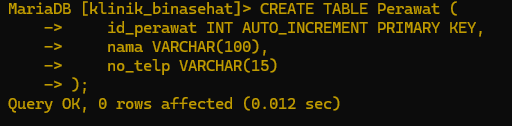 MariaDB [klinik_binasehat]> CREATE TABLE Perawat (
    ->     id_perawat INT AUTO_INCREMENT PRIMARY KEY,
    ->     nama VARCHAR(100),
    ->     no_telp VARCHAR(15)
    -> );
Query OK, 0 rows affected (0.012 sec)